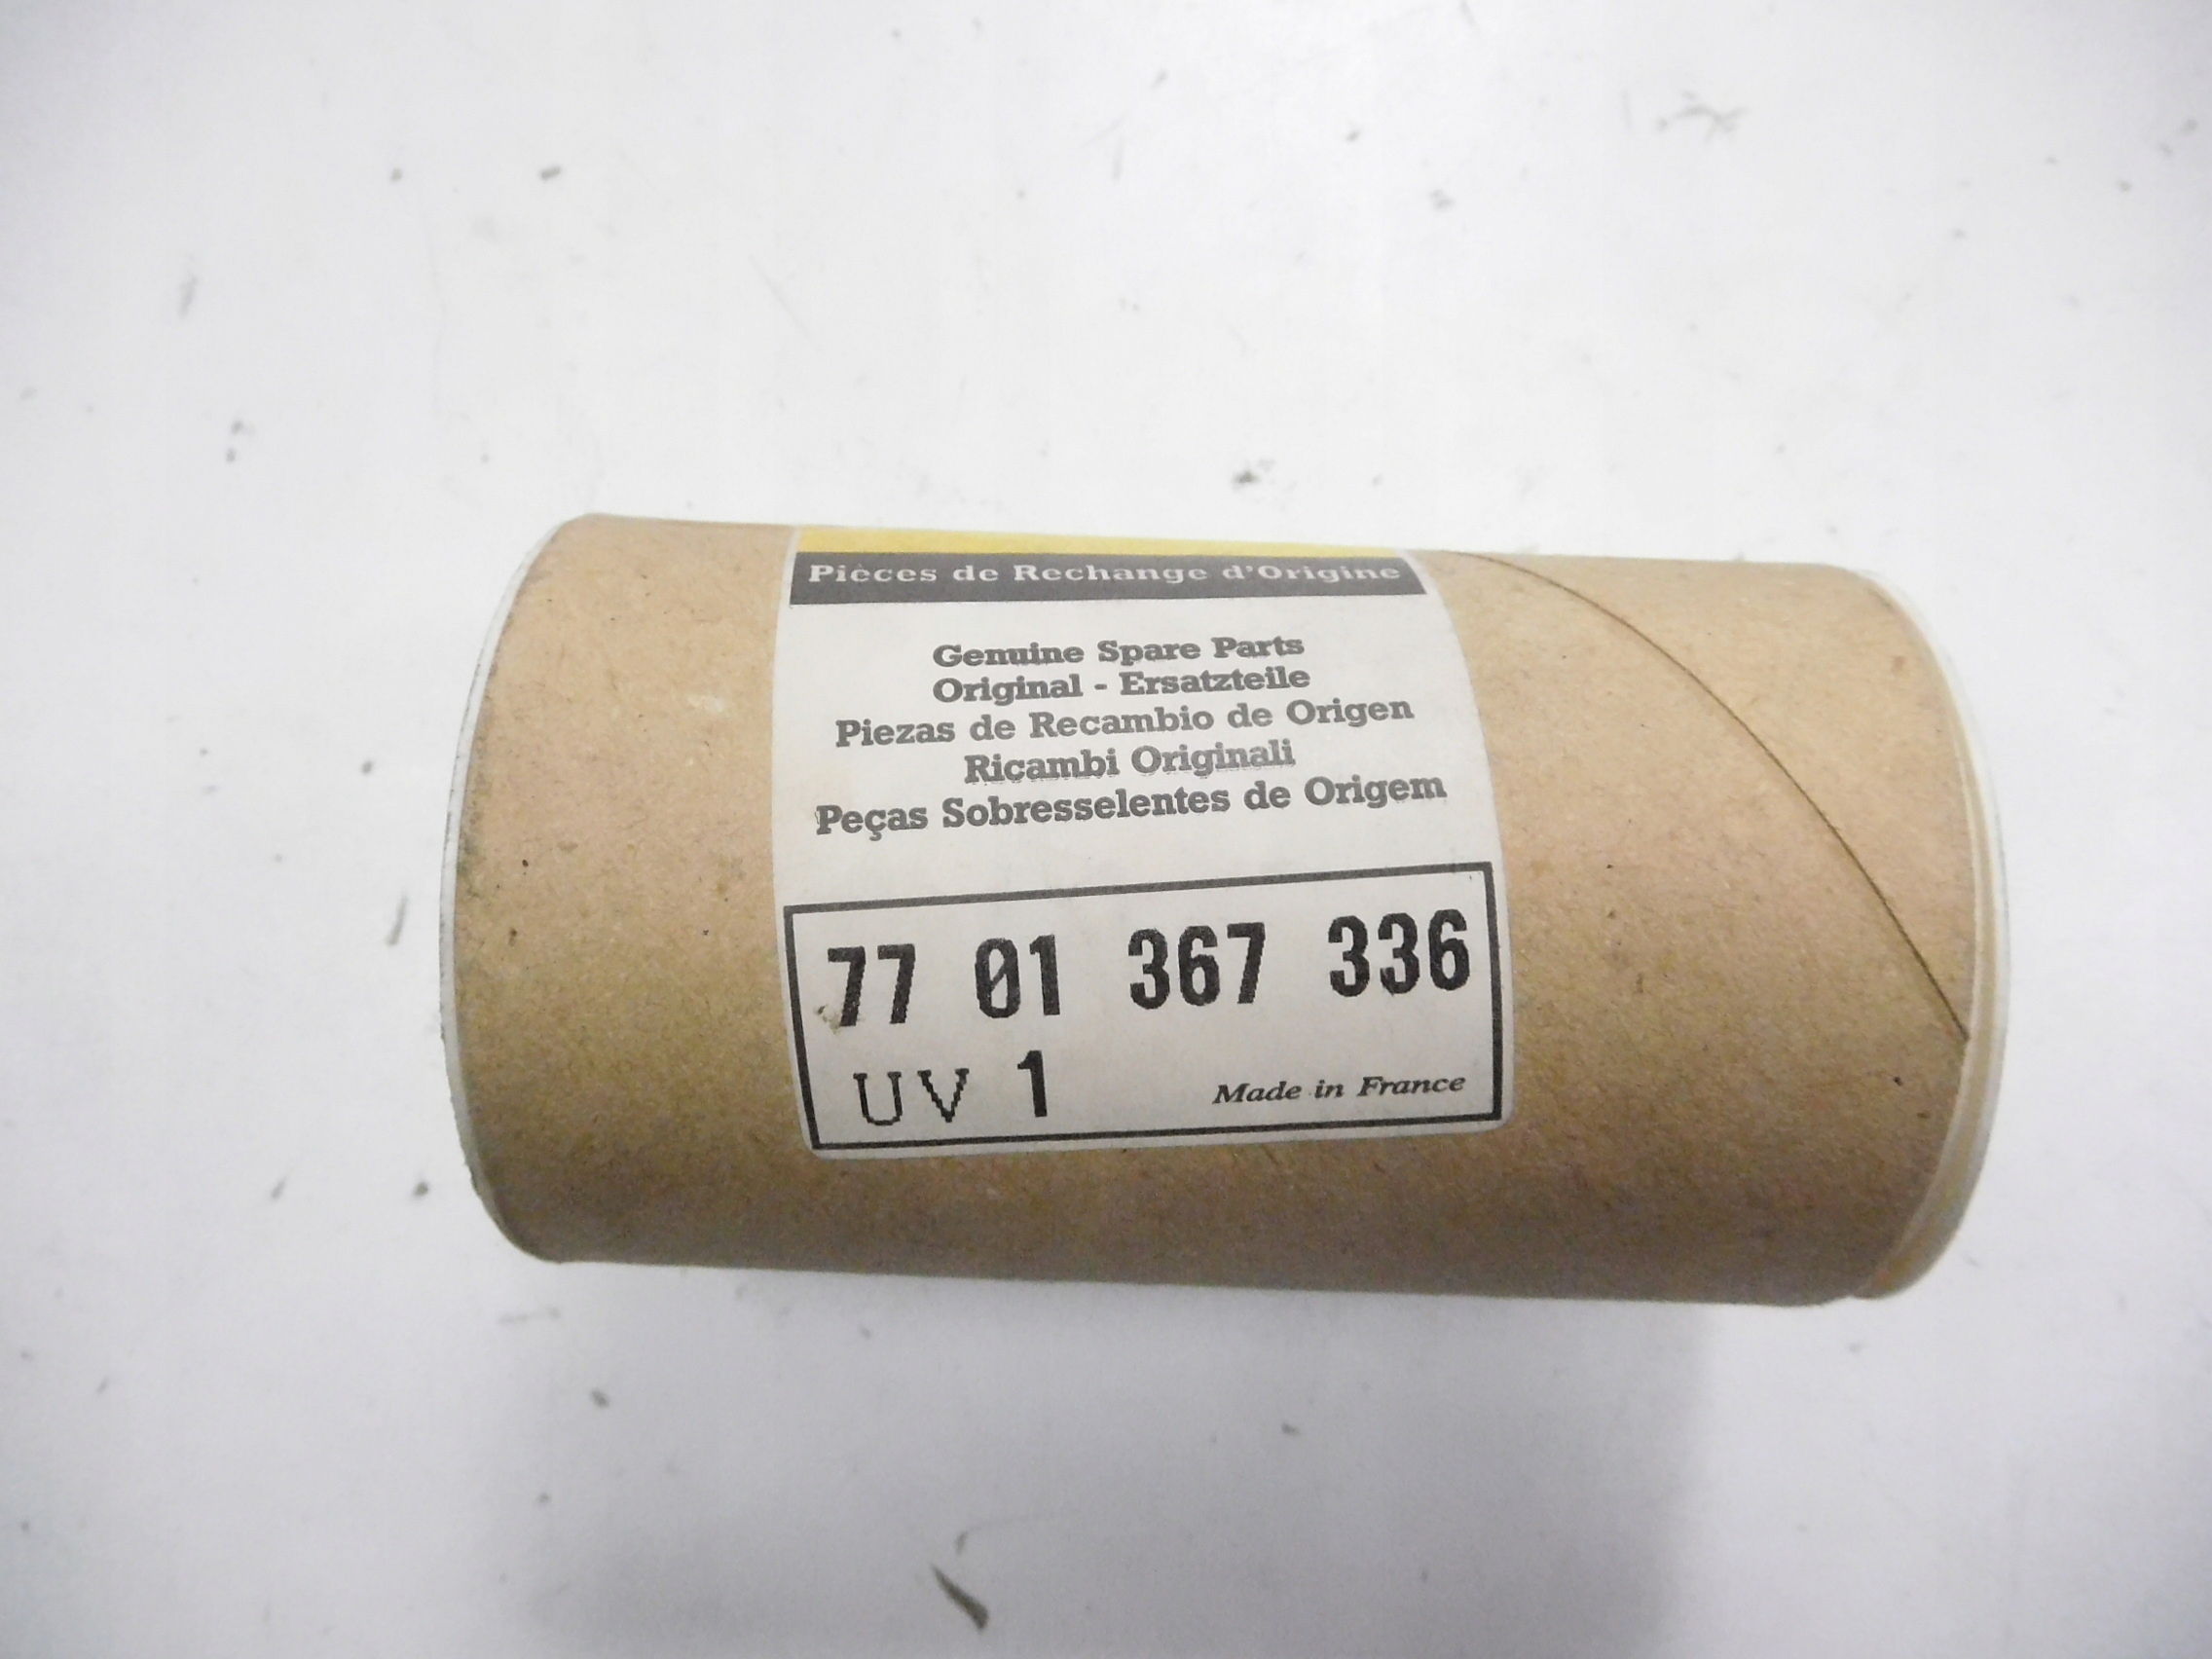 Pièces de Rechange d'Origine
Genuine Spare Parts
Original - Ersatzteile
Piezas de Recambio de Origen
Ricambi Originali
Peças Sobresselentes de Origem
77 01 367 336
UV 1 Made in France